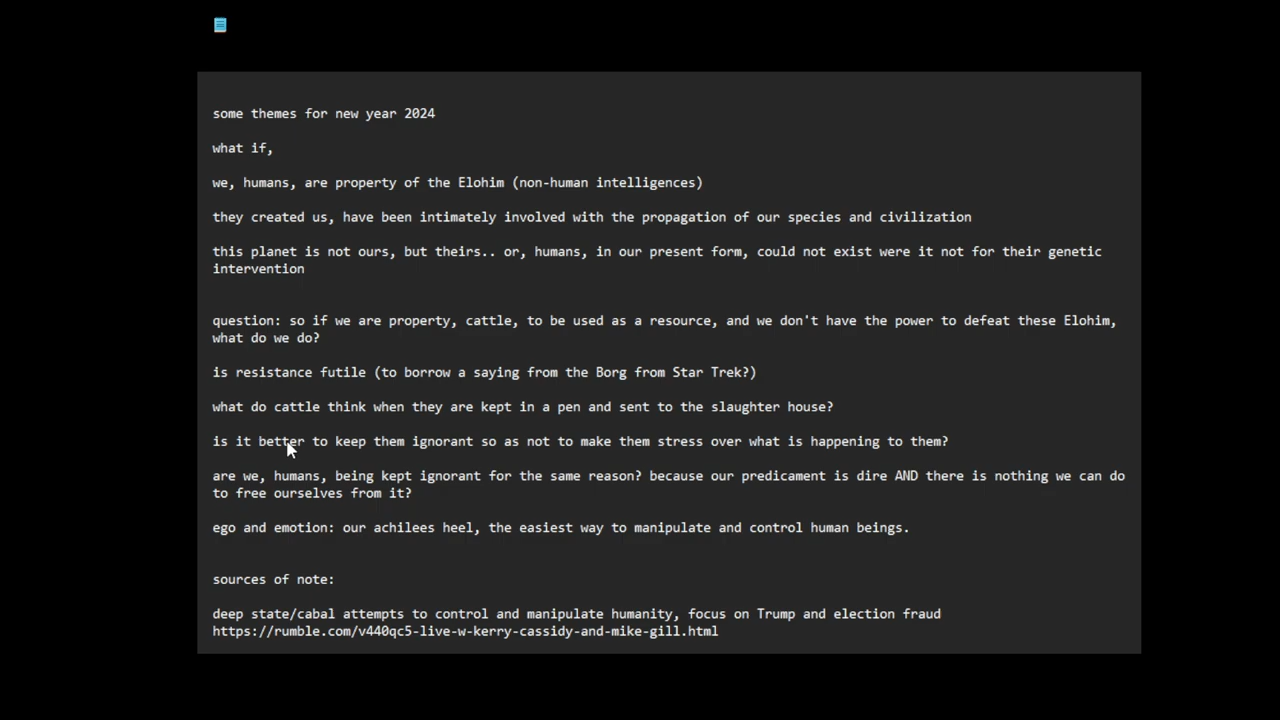 some themes for new year 2024
what if,
we, humans, are property of the Elohim (non-human intelligences)
they created us, have been intimately involved with the propagation of our species and civilization
this planet is not ours, but theirs.. or, humans, in our present form, could not exist were it not for their genetic
intervention
question: so if we are property, cattle, to be used as a resource, and we don't have the power to defeat these Elohim,
what do we do?
is resistance futile (to borrow a saying from the Borg from Star Trek?)
what do cattle think when they are kept in a pen and sent to the slaughter house?
is it better to keep them ignorant so as not to make them stress over what is happening to them?
are we, humans, being kept ignorant for the same reason? because our predicament is dire AND there is nothing we can do
to free ourselves from it?
ego and emotion: our achilees heel, the easiest way to manipulate and control human beings.
sources of note:
deep state/cabal attempts to control and manipulate humanity, focus on Trump and election fraud
https://rumble.com/v440qc5-live-w-kerry-cassidy-and-mike-gill.html